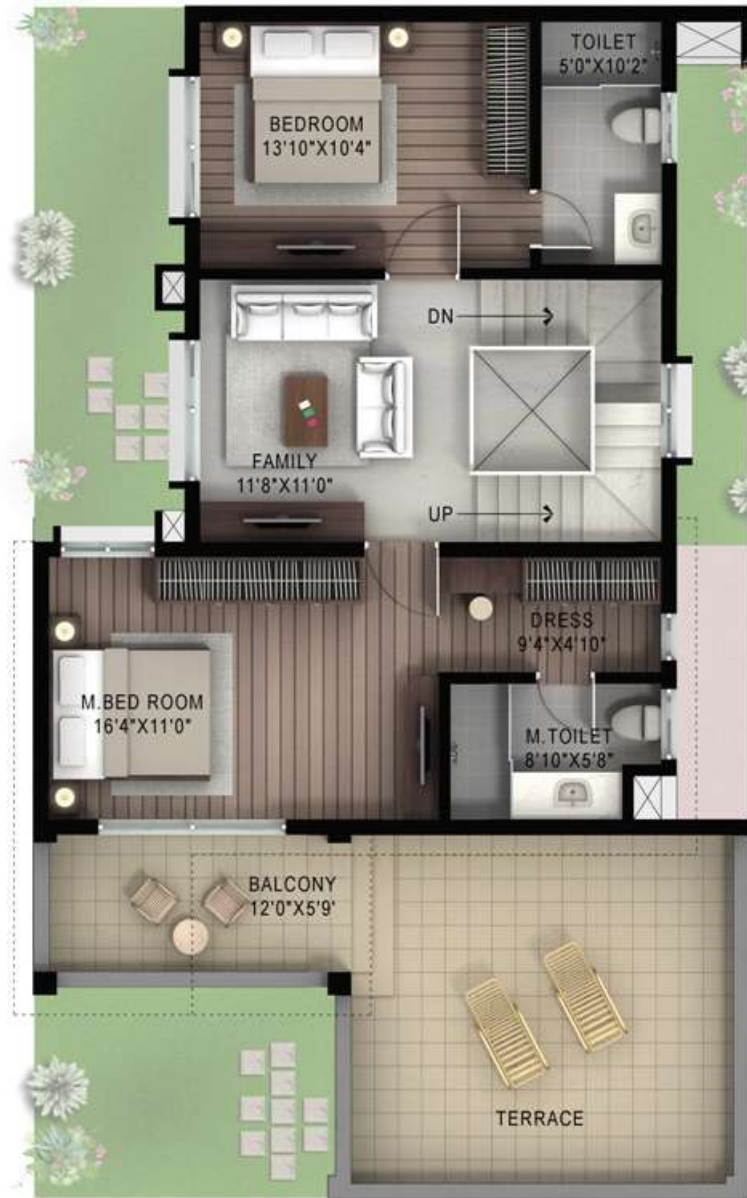 TOILET
5'0"X10'2"
BEDROOM
13'10"X10'4"
DN
FAMILY
11'8"X11'0"
UP
DRESS
9'4"X4'10"
M.BED ROOM
16'4"X11'0"
M.TOILET
8'10"X5'8"
BALCONY
12'0"X5'9'
TERRACE